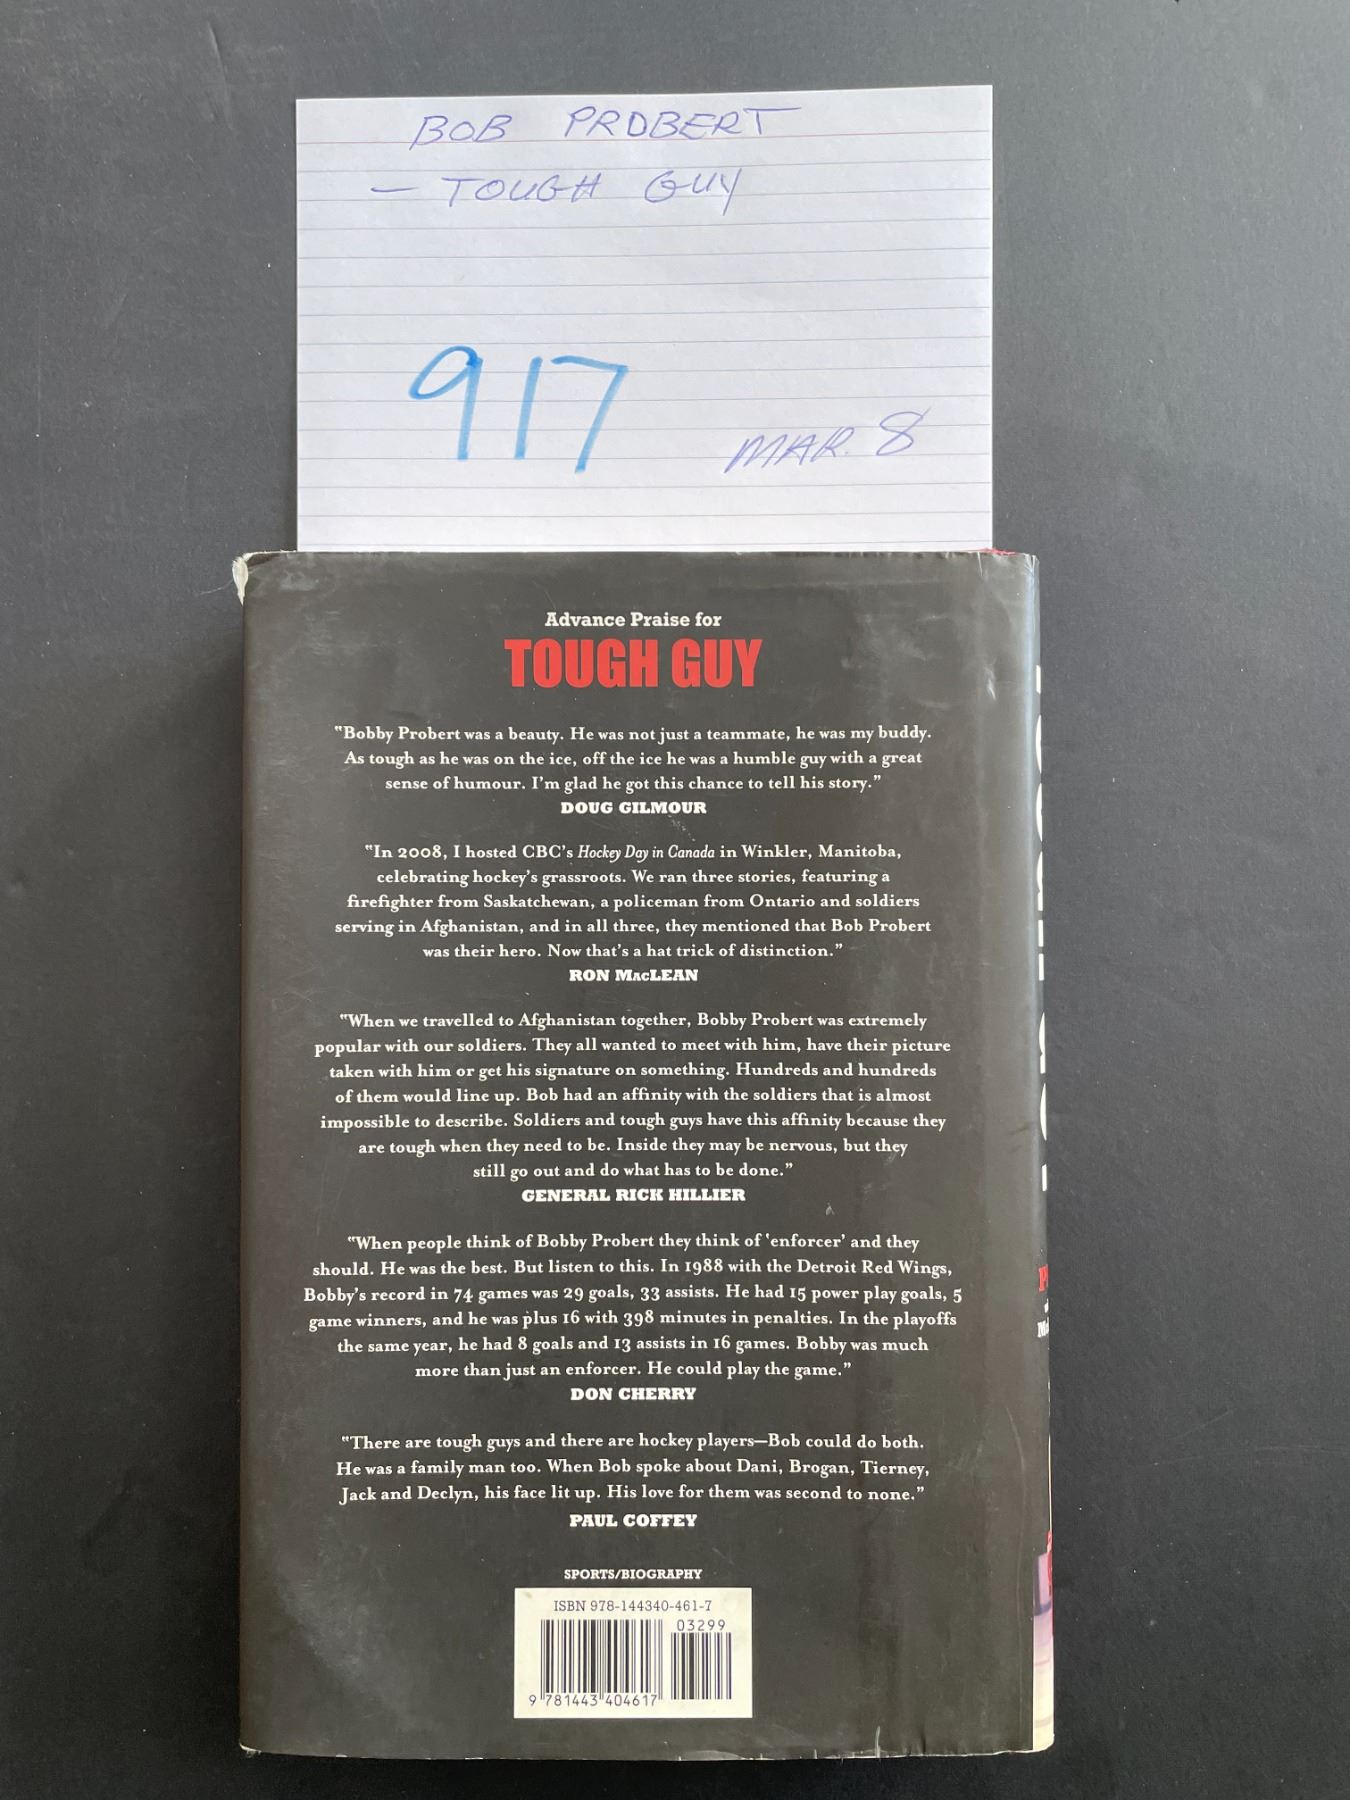 BOB PROBERT
— TOUGH GUY
917
MAR. 8
Advance Praise for
TOUGH GUY
"Bobby Probert was a beauty. He was not just a teammate, he was my buddy.
As tough as he was on the ice, off the ice he was a humble guy with a great
sense of humour. I'm glad he got this chance to tell his story."
DOUG GILMOUR
"In 2008, I hosted CBC's Hockey Day in Canada in Winkler, Manitoba,
celebrating hockey's grassroots. We ran three stories, featuring a
firefighter from Saskatchewan, a policeman from Ontario and soldiers
serving in Afghanistan, and in all three, they mentioned that Bob Probert
was their hero. Now that's a hat trick of distinction."
RON MacLEAN
"When we travelled to Afghanistan together, Bobby Probert was extremely
popular with our soldiers. They all wanted to meet with him, have their picture
taken with him or get his signature on something. Hundreds and hundreds
of them would line up. Bob had an affinity with the soldiers that is almost
impossible to describe. Soldiers and tough guys have this affinity because they
are tough when they need to be. Inside they may be nervous, but they
still go out and do what has to be done."
GENERAL RICK HILLIER
"When people think of Bobby Probert they think of 'enforcer' and they
should. He was the best. But listen to this. In 1988 with the Detroit Red Wings,
Bobby's record in 74 games was 29 goals, 33 assists. He had 15 power play goals, 5
game winners, and he was plus 16 with 398 minutes in penalties. In the playoffs
the same year, he had 8 goals and 13 assists in 16 games. Bobby was much
more than just an enforcer. He could play the game."
DON CHERRY
"There are tough guys and there are hockey players—Bob could do both.
He was a family man too. When Bob spoke about Dani, Brogan, Tierney,
Jack and Declyn, his face lit up. His love for them was second to none."
PAUL COFFEY
SPORTS/BIOGRAPHY
ISBN 978-144340-461-7
03299
9 781443 404617